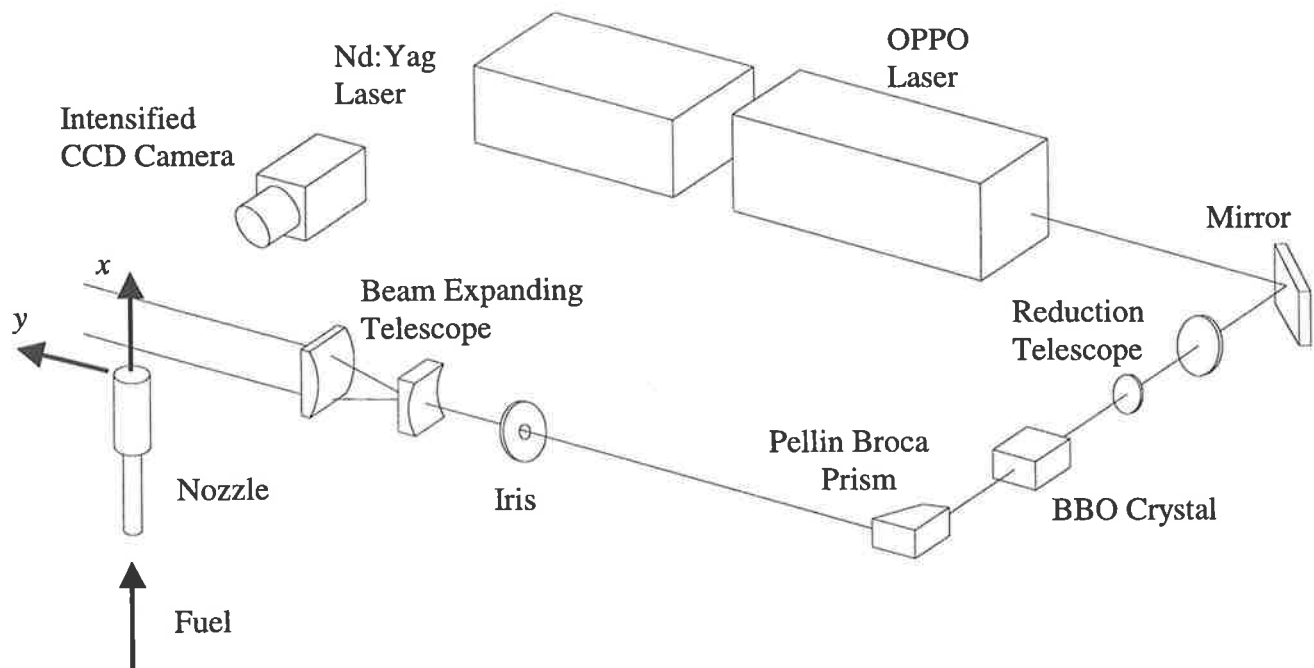 OPPO
Laser
Nd:Yag
Laser
Intensified
CCD Camera
Mirror
x
Beam Expanding
Telescope
Reduction
Telescope
y
Pellin Broca
Prism
Nozzle
Iris
BBO Crystal
Fuel